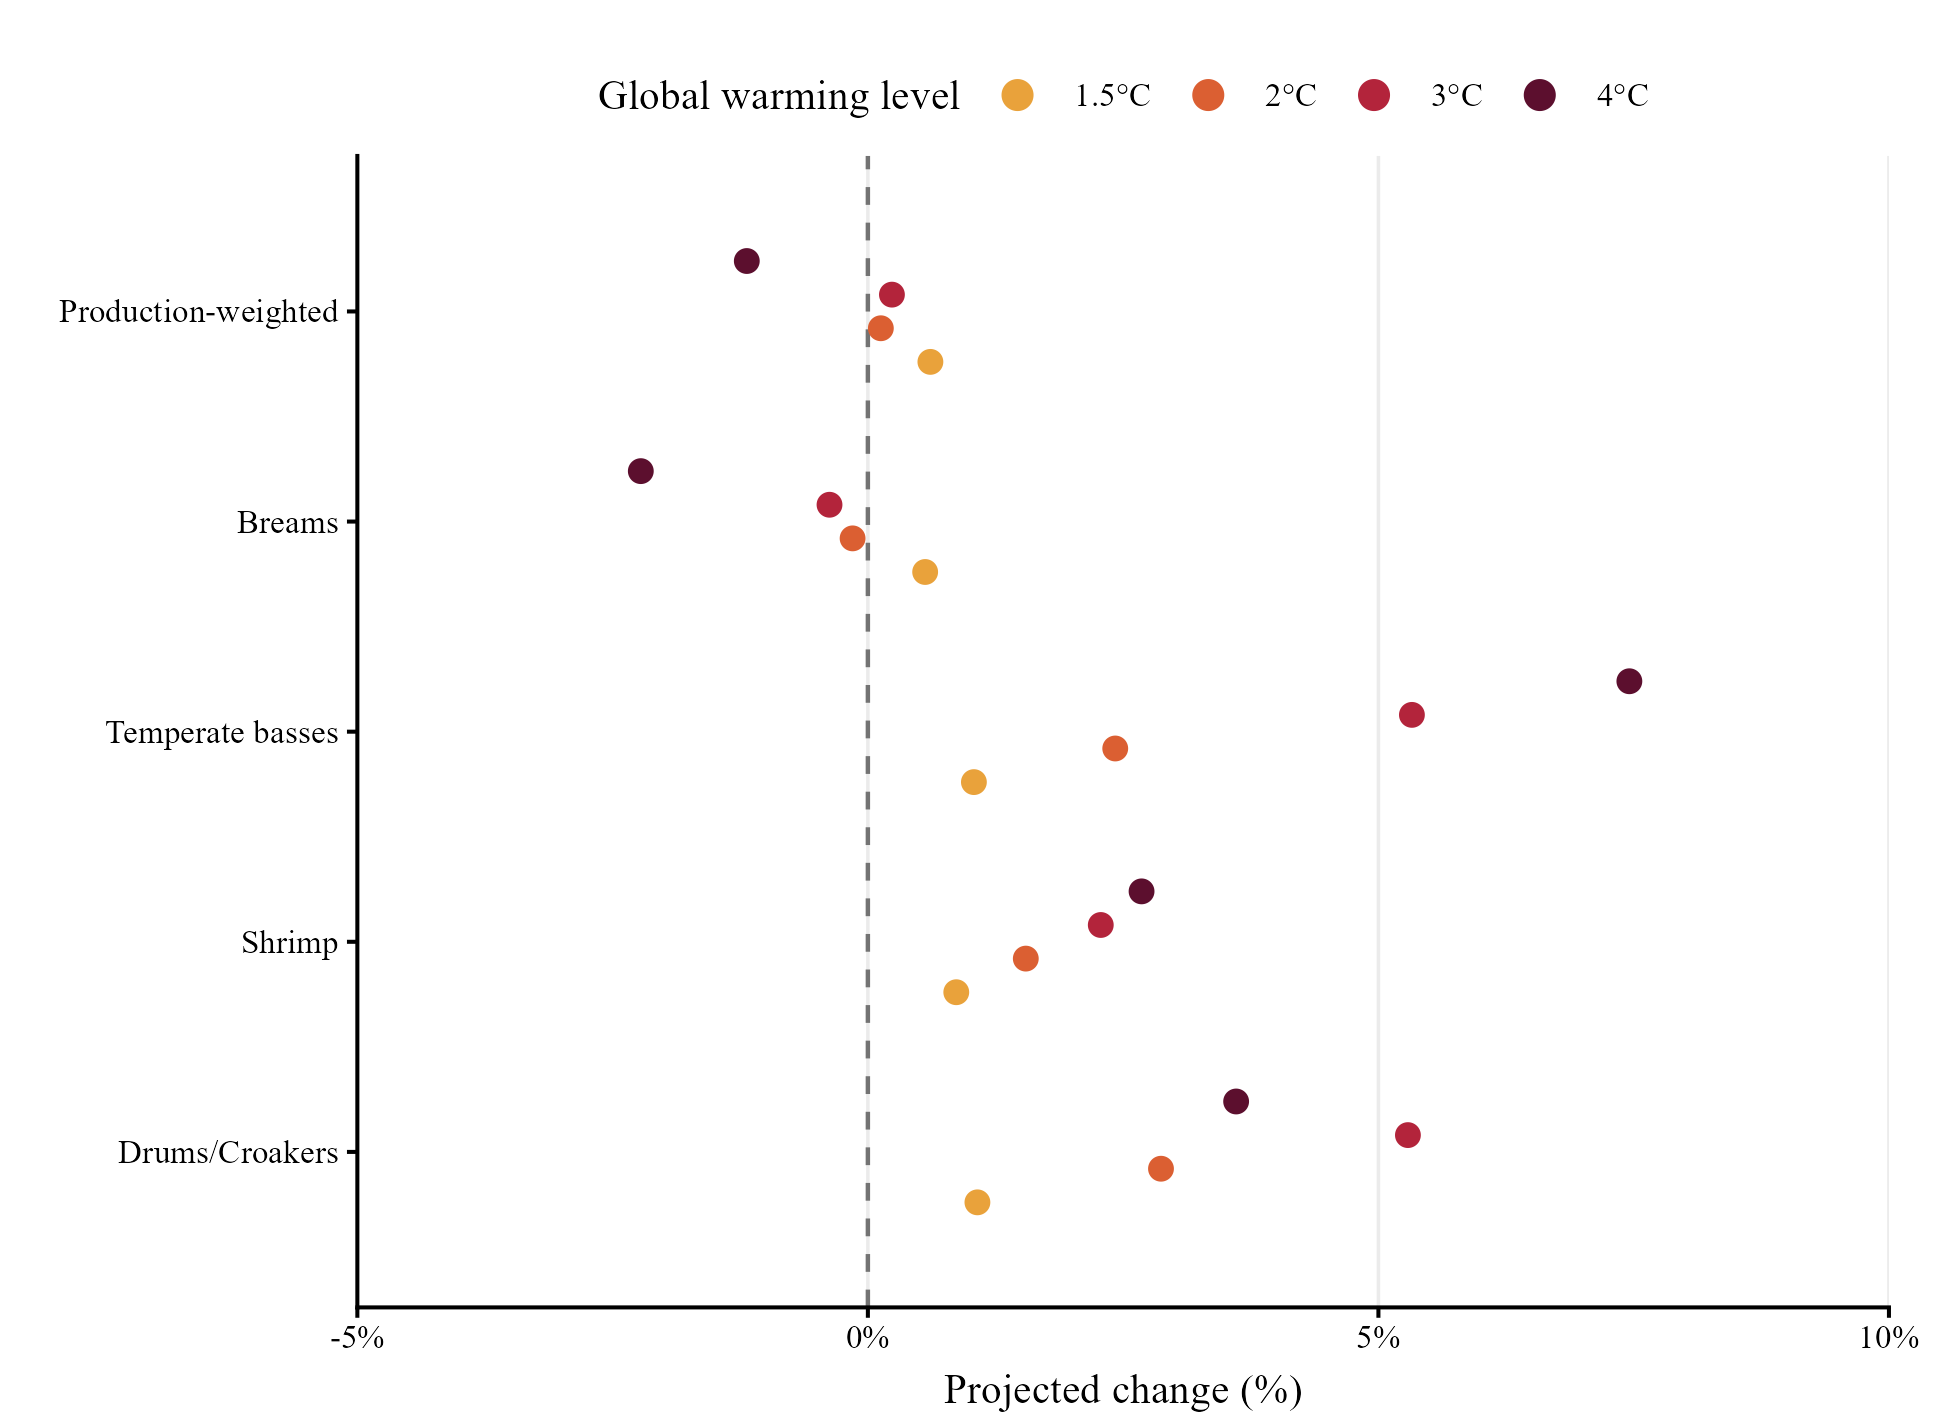 Global warming level 1.5°C 2°C 3°C 4°C
Production-weighted
Breams
Temperate basses
Shrimp
Drums/Croakers
-5% 0% 5% 10%
Projected change (%)